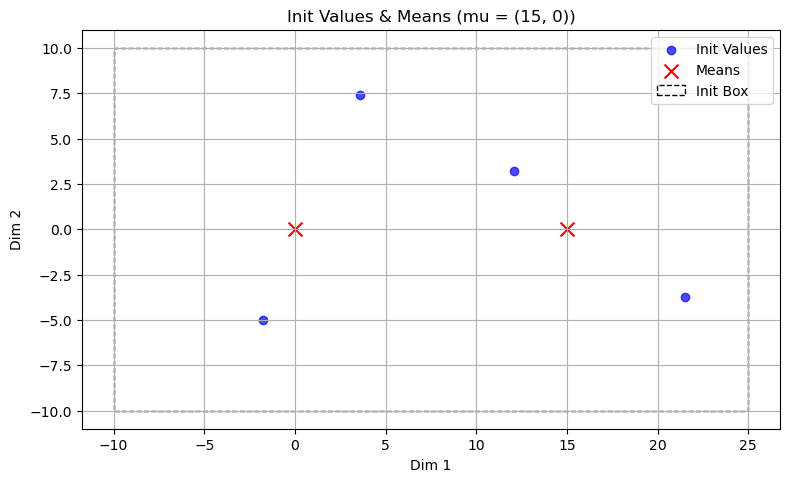 Init Values & Means (mu = (15, 0))
Init Values
Means
Init Box
10.0
7.5
5.0
2.5
0.0
−2.5
−5.0
−7.5
−10.0
Dim 2
−10
−5
0
5
10
15
20
25
Dim 1